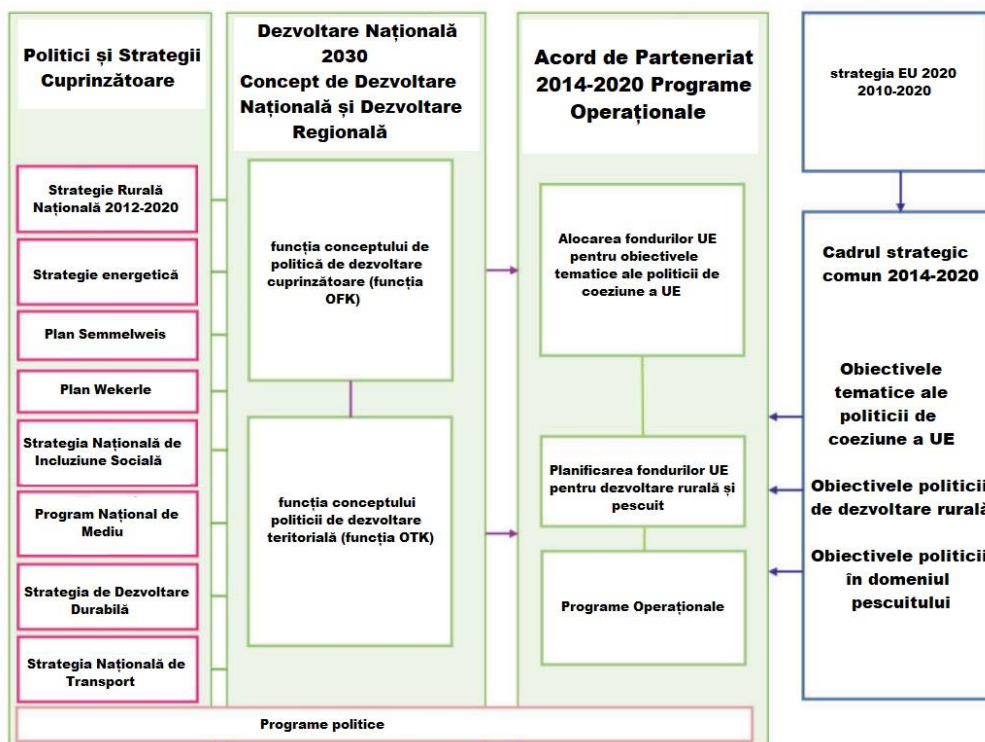 Politici și Strategii
Cuprinzătoare
Strategie Rurală
Națională 2012-2020
Strategie energetică
Plan Semmelweis
Plan Wekerle
Strategia Națională de
Incluziune Socială
Program Național de
Mediu
Strategia de Dezvoltare
Durabilă
Strategia Națională de
Transport
Dezvoltare Națională
2030
Concept de Dezvoltare
Națională și Dezvoltare
Regională
funcția conceptului de
politică de dezvoltare
cuprinzătoare (funcția
OFK)
funcția conceptului
politicii de dezvoltare
teritorială (funcția OTK)
Acord de Parteneriat
2014-2020 Programe
Operaționale
Alocarea fondurilor UE
pentru obiectivele
tematice ale politicii de
coeziune a UE
Planificarea fondurilor UE
pentru dezvoltare rurală și
pescuit
Programe Operaționale
strategia EU 2020
2010-2020
Cadrul strategic
comun 2014-2020
Obiectivele
tematice ale
politicii de
coeziune a UE
Obiectivele politicii
de dezvoltare rurală
Obiectivele politicii
în domeniul
pescuitului
Programe politice